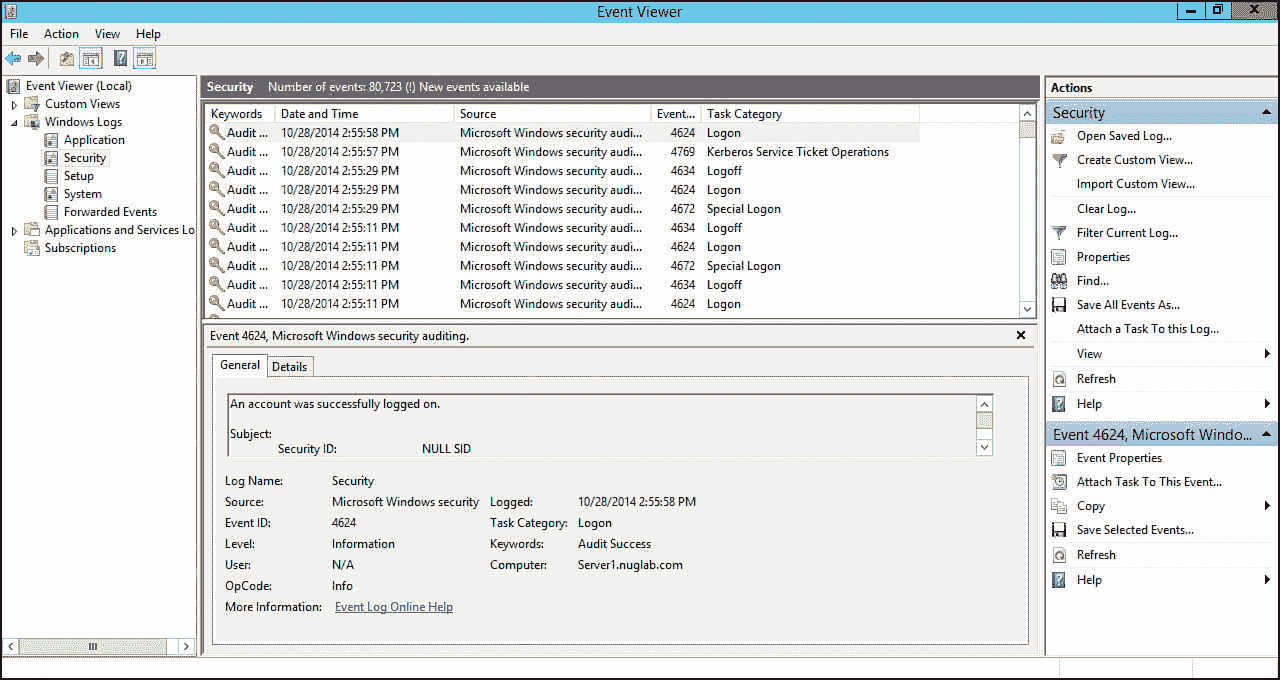 Event Viewer
File Action View Help
Event Viewer (Local)
Custom Views
Windows Logs
Application
Security
Setup
System
Forwarded Events
Applications and Services Lo
Subscriptions
Security Number of events: 80,723 (!) New events available
Keywords Date and Time Source Event... Task Category
Audit ... 10/28/2014 2:55:58 PM Microsoft Windows security audi... 4624 Logon
Audit ... 10/28/2014 2:55:57 PM Microsoft Windows security audi... 4769 Kerberos Service Ticket Operations
Audit ... 10/28/2014 2:55:29 PM Microsoft Windows security audi... 4634 Logoff
Audit ... 10/28/2014 2:55:29 PM Microsoft Windows security audi... 4624 Logon
Audit ... 10/28/2014 2:55:29 PM Microsoft Windows security audi... 4672 Special Logon
Audit ... 10/28/2014 2:55:11 PM Microsoft Windows security audi... 4634 Logoff
Audit ... 10/28/2014 2:55:11 PM Microsoft Windows security audi... 4624 Logon
Audit ... 10/28/2014 2:55:11 PM Microsoft Windows security audi... 4672 Special Logon
Audit ... 10/28/2014 2:55:11 PM Microsoft Windows security audi... 4634 Logoff
Audit ... 10/28/2014 2:55:11 PM Microsoft Windows security audi... 4624 Logon
Event 4624, Microsoft Windows security auditing.
General Details
An account was successfully logged on.
Subject:
Security ID: NULL SID
Log Name: Security
Source: Microsoft Windows security Logged: 10/28/2014 2:55:58 PM
Event ID: 4624 Task Category: Logon
Level: Information Keywords: Audit Success
User: N/A Computer: Server1.nuglab.com
OpCode: Info
More Information: Event Log Online Help
Actions
Security
Open Saved Log...
Create Custom View...
Import Custom View...
Clear Log...
Filter Current Log...
Properties
Find...
Save All Events As...
Attach a Task To this Log...
View
Refresh
Help
Event 4624, Microsoft Windo...
Event Properties
Attach Task To This Event...
Copy
Save Selected Events...
Refresh
Help